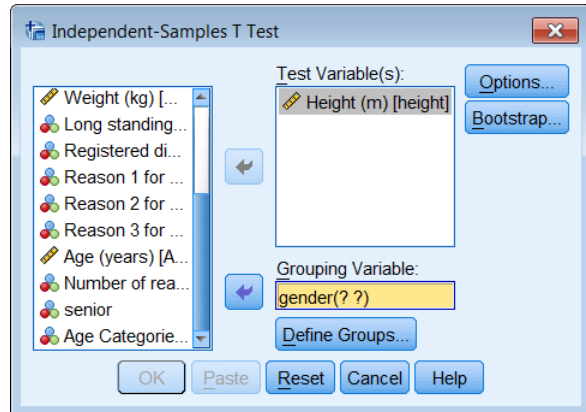 Independent-Samples T Test
Weight (kg) [...
Long standing...
Registered di...
Reason 1 for ...
Reason 2 for ...
Reason 3 for ...
Age (years) [A...
Number of rea...
senior
Age Categorie...
Test Variable(s):
Height (m) [height]
Grouping Variable:
gender(? ?)
Define Groups...
Options...
Bootstrap...
OK Paste Reset Cancel Help